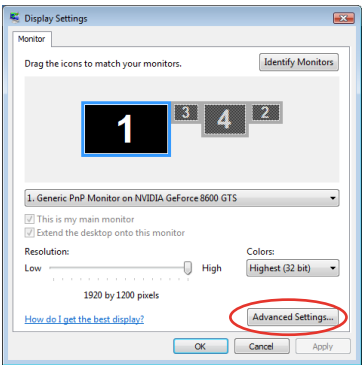 Display Settings
Monitor
Drag the icons to match your monitors.
Identify Monitors
1
3
4
2
1. Generic PnP Monitor on NVIDIA GeForce 8600 GTS
This is my main monitor
Extend the desktop onto this monitor
Resolution:
Colors:
Low
High
Highest (32 bit)
1920 by 1200 pixels
How do I get the best display?
Advanced Settings...
OK
Cancel
Apply